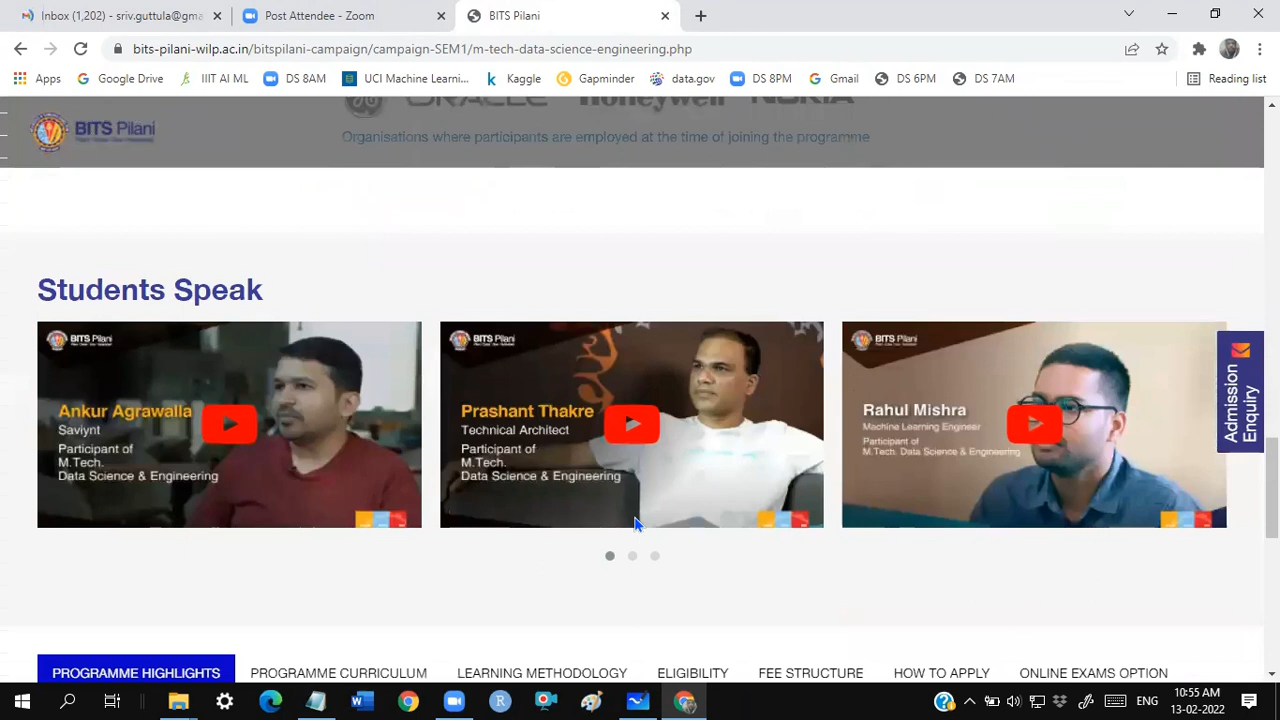 Inbox (1,202) - sriv.guttula@gma
Post Attendee - Zoom
BITS Pilani
bits-pilani-wilp.ac.in/bitspilani-campaign/campaign-SEM1/m-tech-data-science-engineering.php
Apps
Google Drive
IIIT AI ML
DS 8AM
UCI Machine Learni...
Kaggle
Gapminder
data.gov
DS 8PM
Gmail
DS 6PM
DS 7AM
Reading list
ORACLE
Honeywell
NOKIA
BITS Pilani
Organisations where participants are employed at the time of joining the programme
Students Speak
BITS Pilani
Ankur Agrawalla
Saviynt
Participant of
M.Tech.
Data Science & Engineering
BITS Pilani
Prashant Thakre
Technical Architect
Participant of
M.Tech.
Data Science & Engineering
BITS Pilani
Rahul Mishra
Machine Learning Engineer
Participant of
M.Tech. Data Science & Engineering
Admission
Enquiry
PROGRAMME HIGHLIGHTS
PROGRAMME CURRICULUM
LEARNING METHODOLOGY
ELIGIBILITY
FEE STRUCTURE
HOW TO APPLY
ONLINE EXAMS OPTION
ENG
10:55 AM
13-02-2022